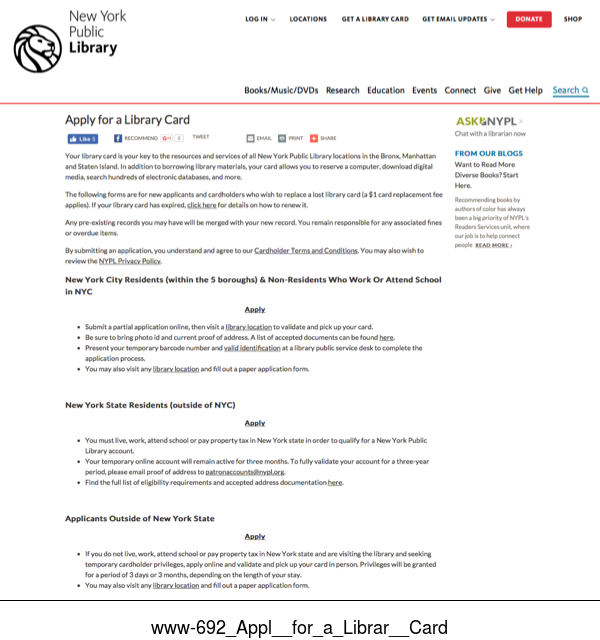 New York
Public
Library
LOG IN
LOCATIONS
GET A LIBRARY CARD
GET EMAIL UPDATES
DONATE
SHOP
Books/Music/DVDs Research Education Events Connect Give Get Help Search
Apply for a Library Card
Like 5
RECOMMEND
G+1 0
TWEET
EMAIL
PRINT
SHARE
Your library card is your key to the resources and services of all New York Public Library locations in the Bronx, Manhattan
and Staten Island. In addition to borrowing library materials, your card allows you to reserve a computer, download digital
media, search hundreds of electronic databases, and more.
The following forms are for new applicants and cardholders who wish to replace a lost library card (a $1 card replacement fee
applies). If your library card has expired, click here for details on how to renew it.
Any pre-existing records you may have will be merged with your new record. You remain responsible for any associated fines
or overdue items.
By submitting an application, you understand and agree to our Cardholder Terms and Conditions. You may also wish to
review the NYPL Privacy Policy.
New York City Residents (within the 5 boroughs) & Non-Residents Who Work Or Attend School
in NYC
Apply
• Submit a partial application online, then visit a library location to validate and pick up your card.
• Be sure to bring photo id and current proof of address. A list of accepted documents can be found here.
• Present your temporary barcode number and valid identification at a library public service desk to complete the
application process.
• You may also visit any library location and fill out a paper application form.
New York State Residents (outside of NYC)
Apply
• You must live, work, attend school or pay property tax in New York state in order to qualify for a New York Public
Library account.
• Your temporary online account will remain active for three months. To fully validate your account for a three-year
period, please email proof of address to patronaccounts@nypl.org.
• Find the full list of eligibility requirements and accepted address documentation here.
Applicants Outside of New York State
Apply
• If you do not live, work, attend school or pay property tax in New York state and are visiting the library and seeking
temporary cardholder privileges, apply online and validate and pick up your card in person. Privileges will be granted
for a period of 3 days or 3 months, depending on the length of your stay.
• You may also visit any library location and fill out a paper application form.
ASK NYPL >
Chat with a librarian now
FROM OUR BLOGS
Want to Read More
Diverse Books? Start
Here.
Recommending books by
authors of color has always
been a big priority of NYPL's
Readers Services unit, where
our job is to help connect
people READ MORE ›
www-692_Appl__for_a_Librar__Card